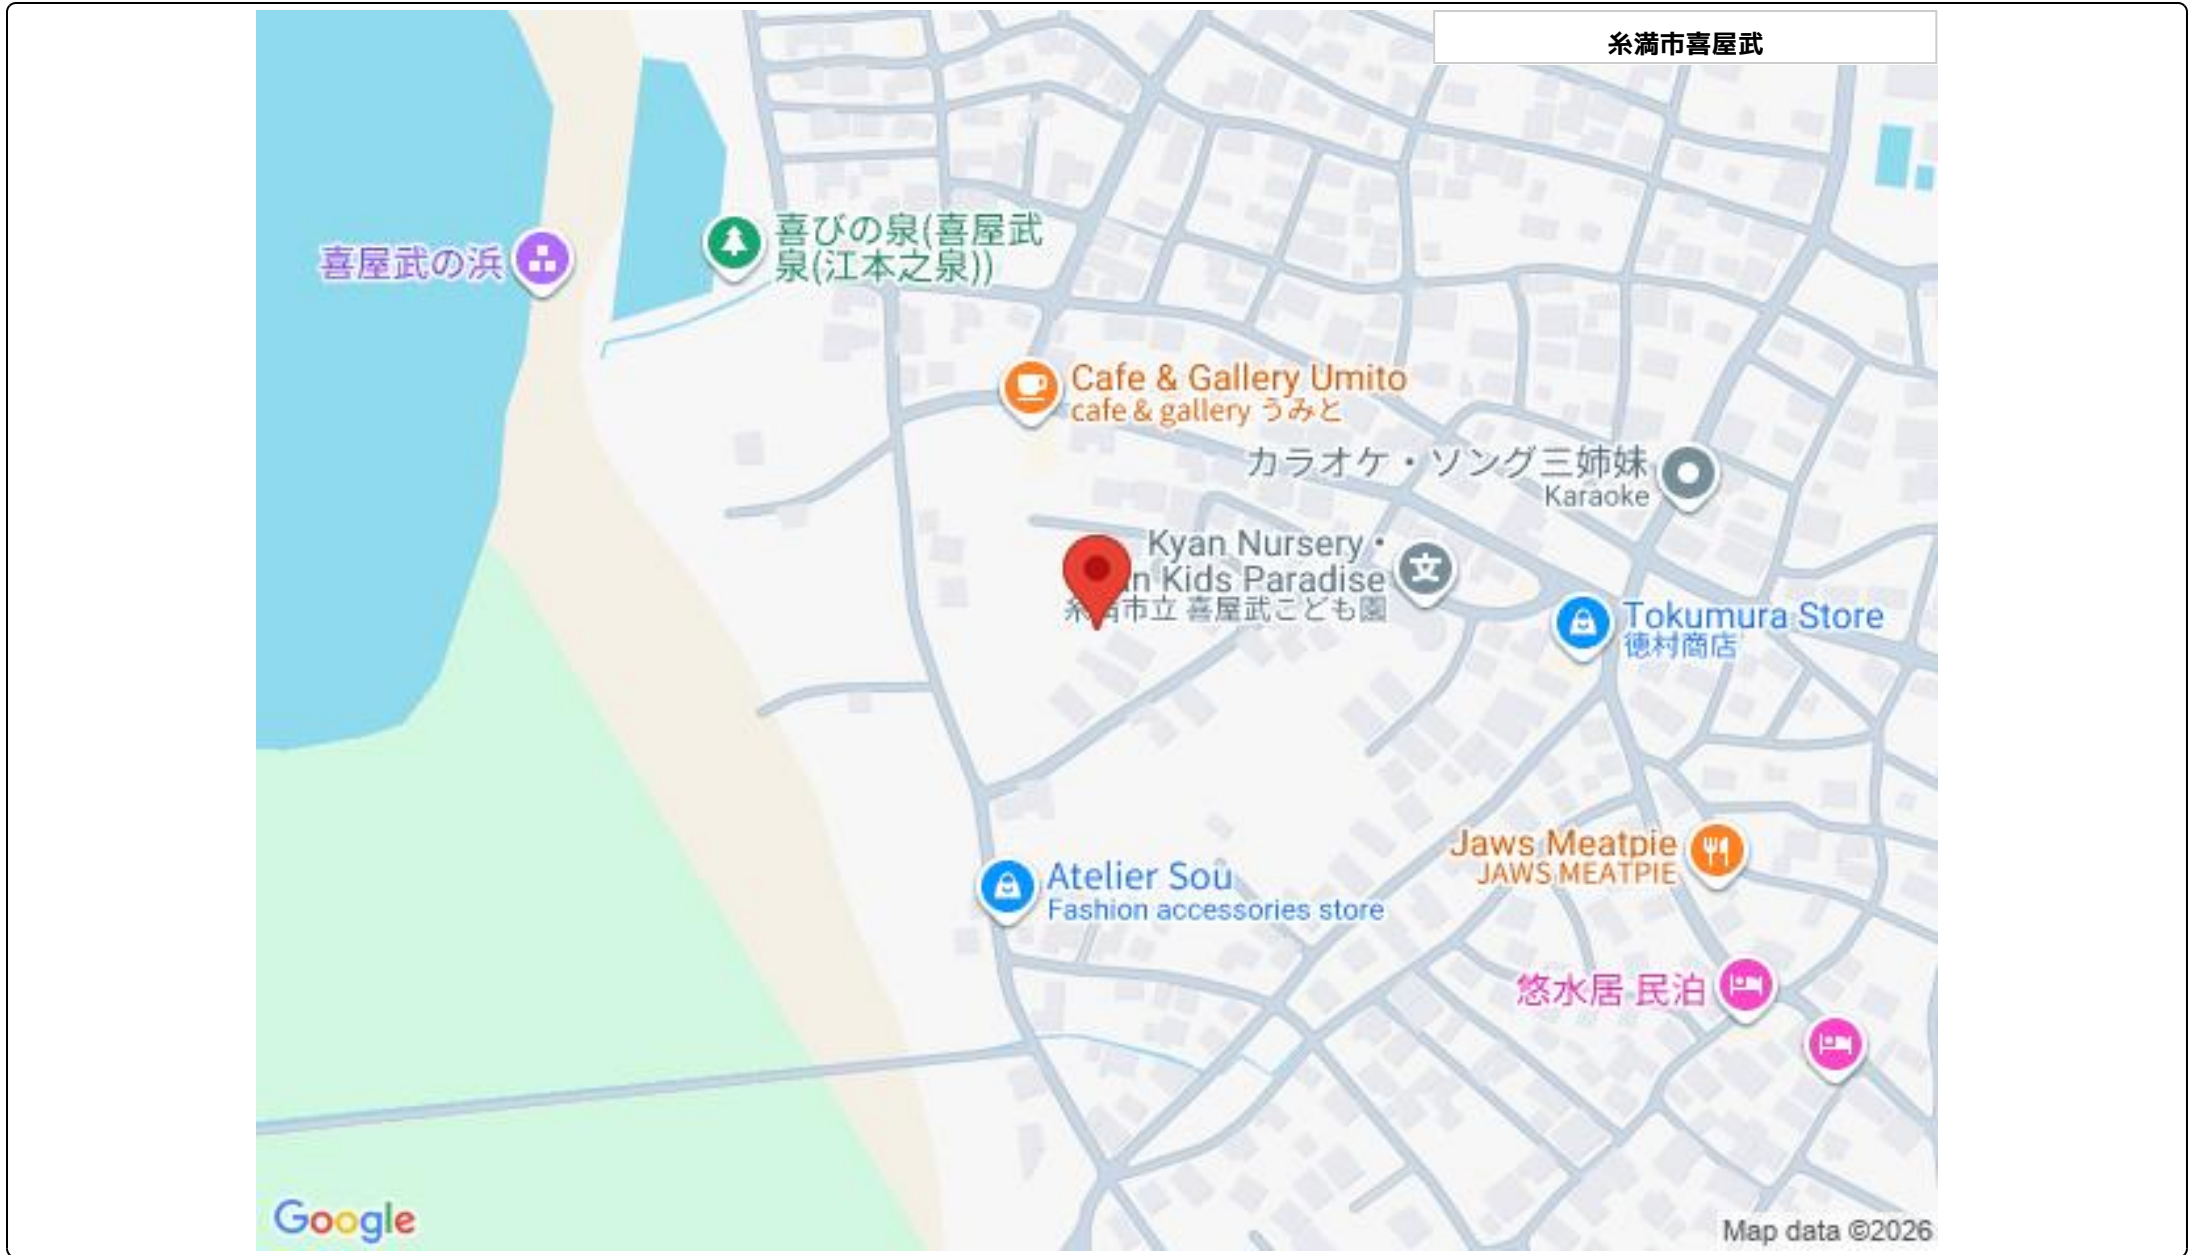 糸満市喜屋武
喜びの泉(喜屋武
泉(江本之泉))
喜屋武の浜
Cafe & Gallery Umito
cafe & gallery うみと
カラオケ・ソング三姉妹
Karaoke
Kyan Nursery・
n Kids Paradise
糸満市立 喜屋武こども園
Tokumura Store
徳村商店
Jaws Meatpie
JAWS MEATPIE
Atelier Sou
Fashion accessories store
悠水居 民泊
Google
Map data ©2026